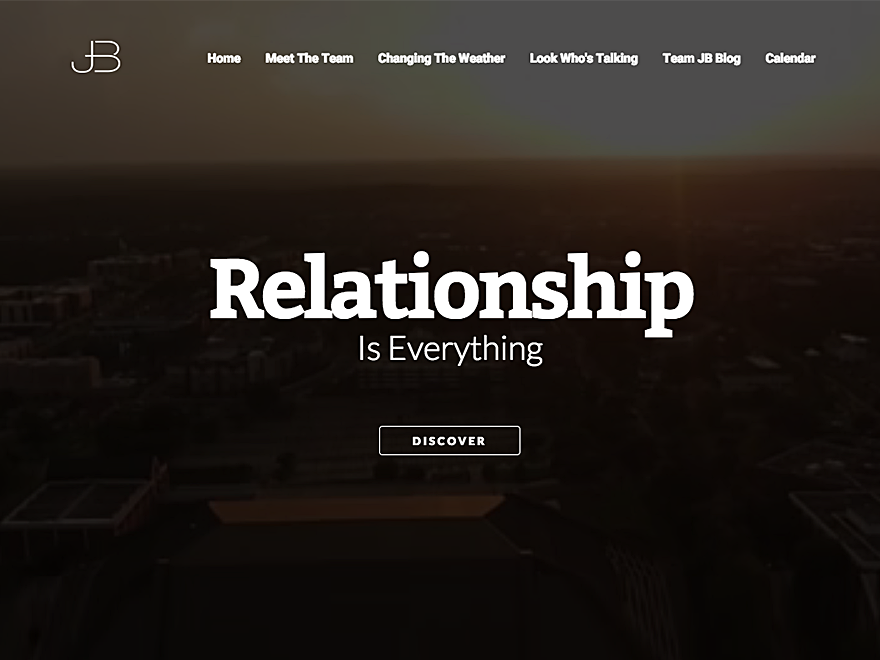 JB
Home Meet The Team Changing The Weather Look Who's Talking Team JB Blog Calendar
Relationship
Is Everything
DISCOVER